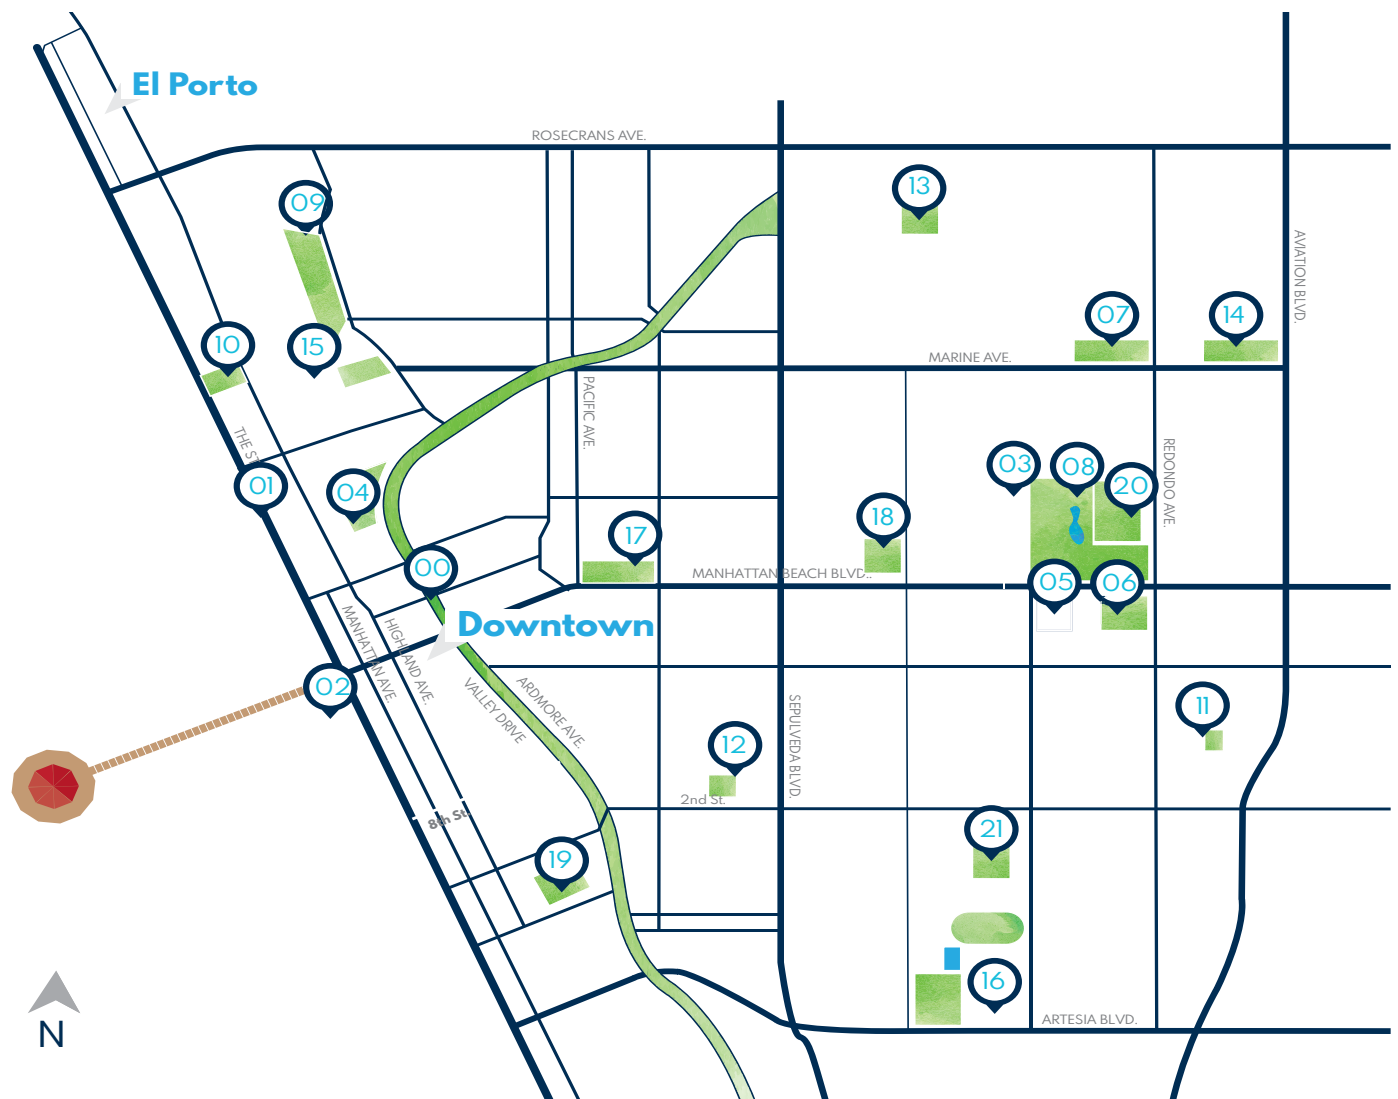 El Porto
ROSECRANS AVE.
13
09
AVIATION BLVD.
07
14
10
15
MARINE AVE.
PACIFIC AVE.
THE ST
REDONDO AVE.
03
08
20
01
04
18
17
00
MANHATTAN BEACH BLVD..
05
06
Downtown
MANHATTAN AVE.
HIGHLAND AVE.
02
VALLEY DRIVE
ARDMORE AVE.
SEPULVEDA BLVD.
11
12
2nd St.
8th St.
21
19
16
N
ARTESIA BLVD.